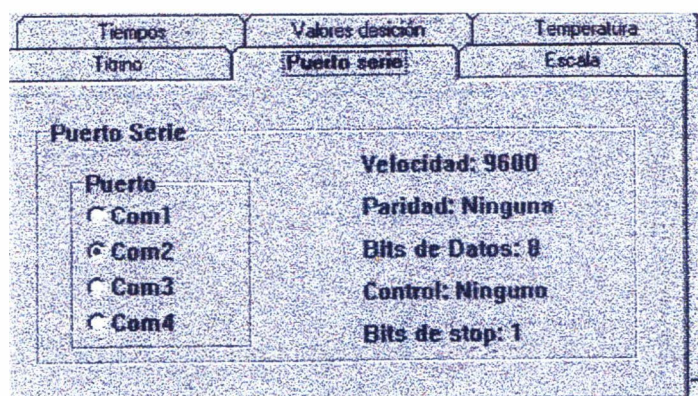 Tiempos Valores desición Temperatura
Titrino Puerto serie Escala
Puerto Serie
Puerto
Com1
Com2
Com3
Com4
Velocidad: 9600
Paridad: Ninguna
Bits de Datos: 8
Control: Ninguno
Bits de stop: 1